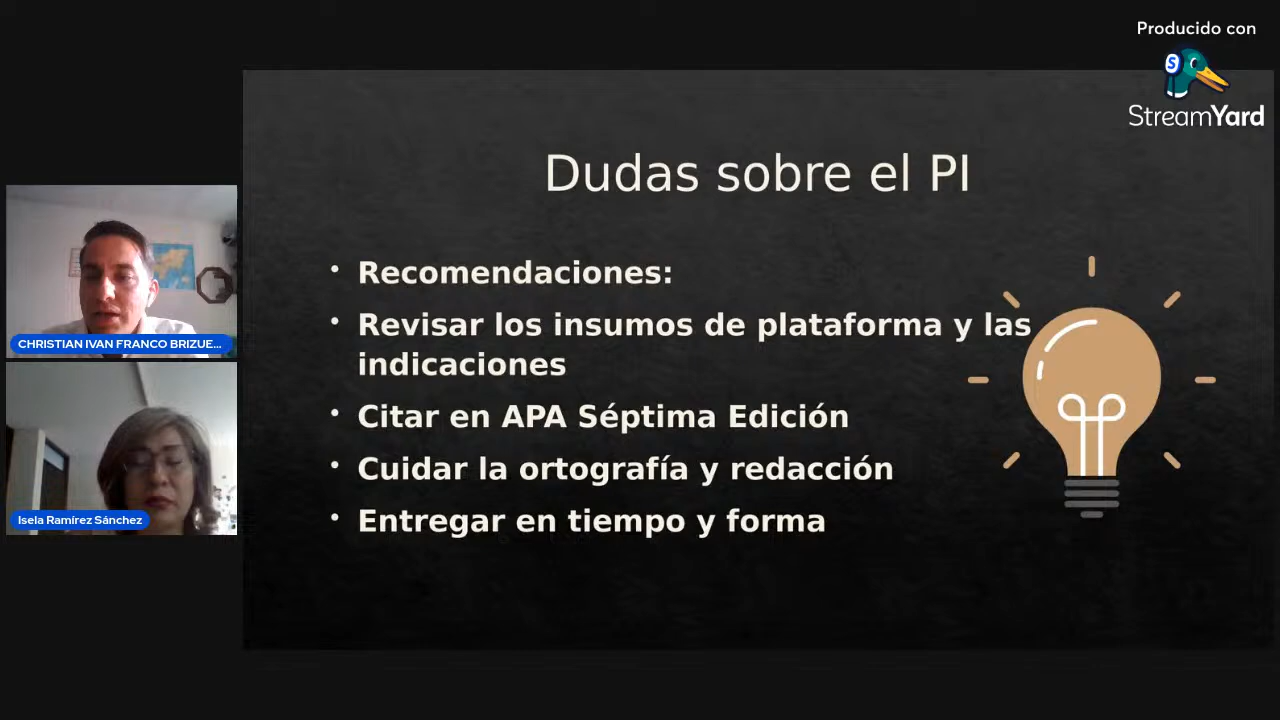 Producido con
StreamYard
Dudas sobre el PI
• Recomendaciones:
• Revisar los insumos de plataforma y las
indicaciones
• Citar en APA Séptima Edición
• Cuidar la ortografía y redacción
• Entregar en tiempo y forma
CHRISTIAN IVAN FRANCO BRIZUE...
Isela Ramírez Sánchez